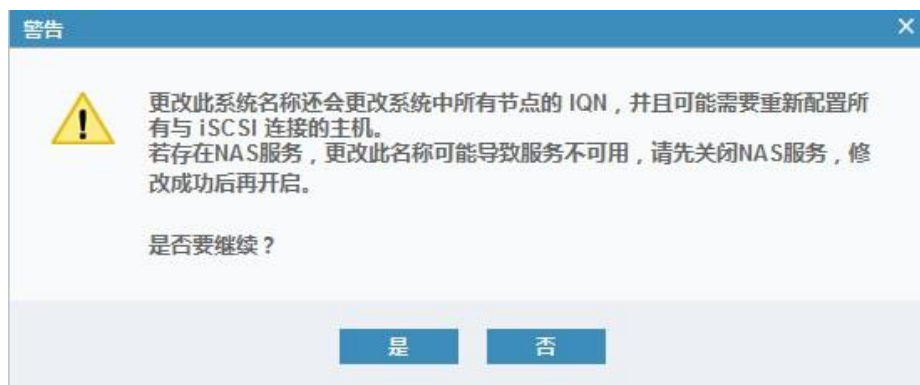 警告
更改此系统名称还会更改系统中所有节点的 IQN，并且可能需要重新配置所
有与 iSCSI 连接的主机。
若存在NAS服务，更改此名称可能导致服务不可用，请先关闭NAS服务，修
改成功后再开启。
是否要继续？
是
否